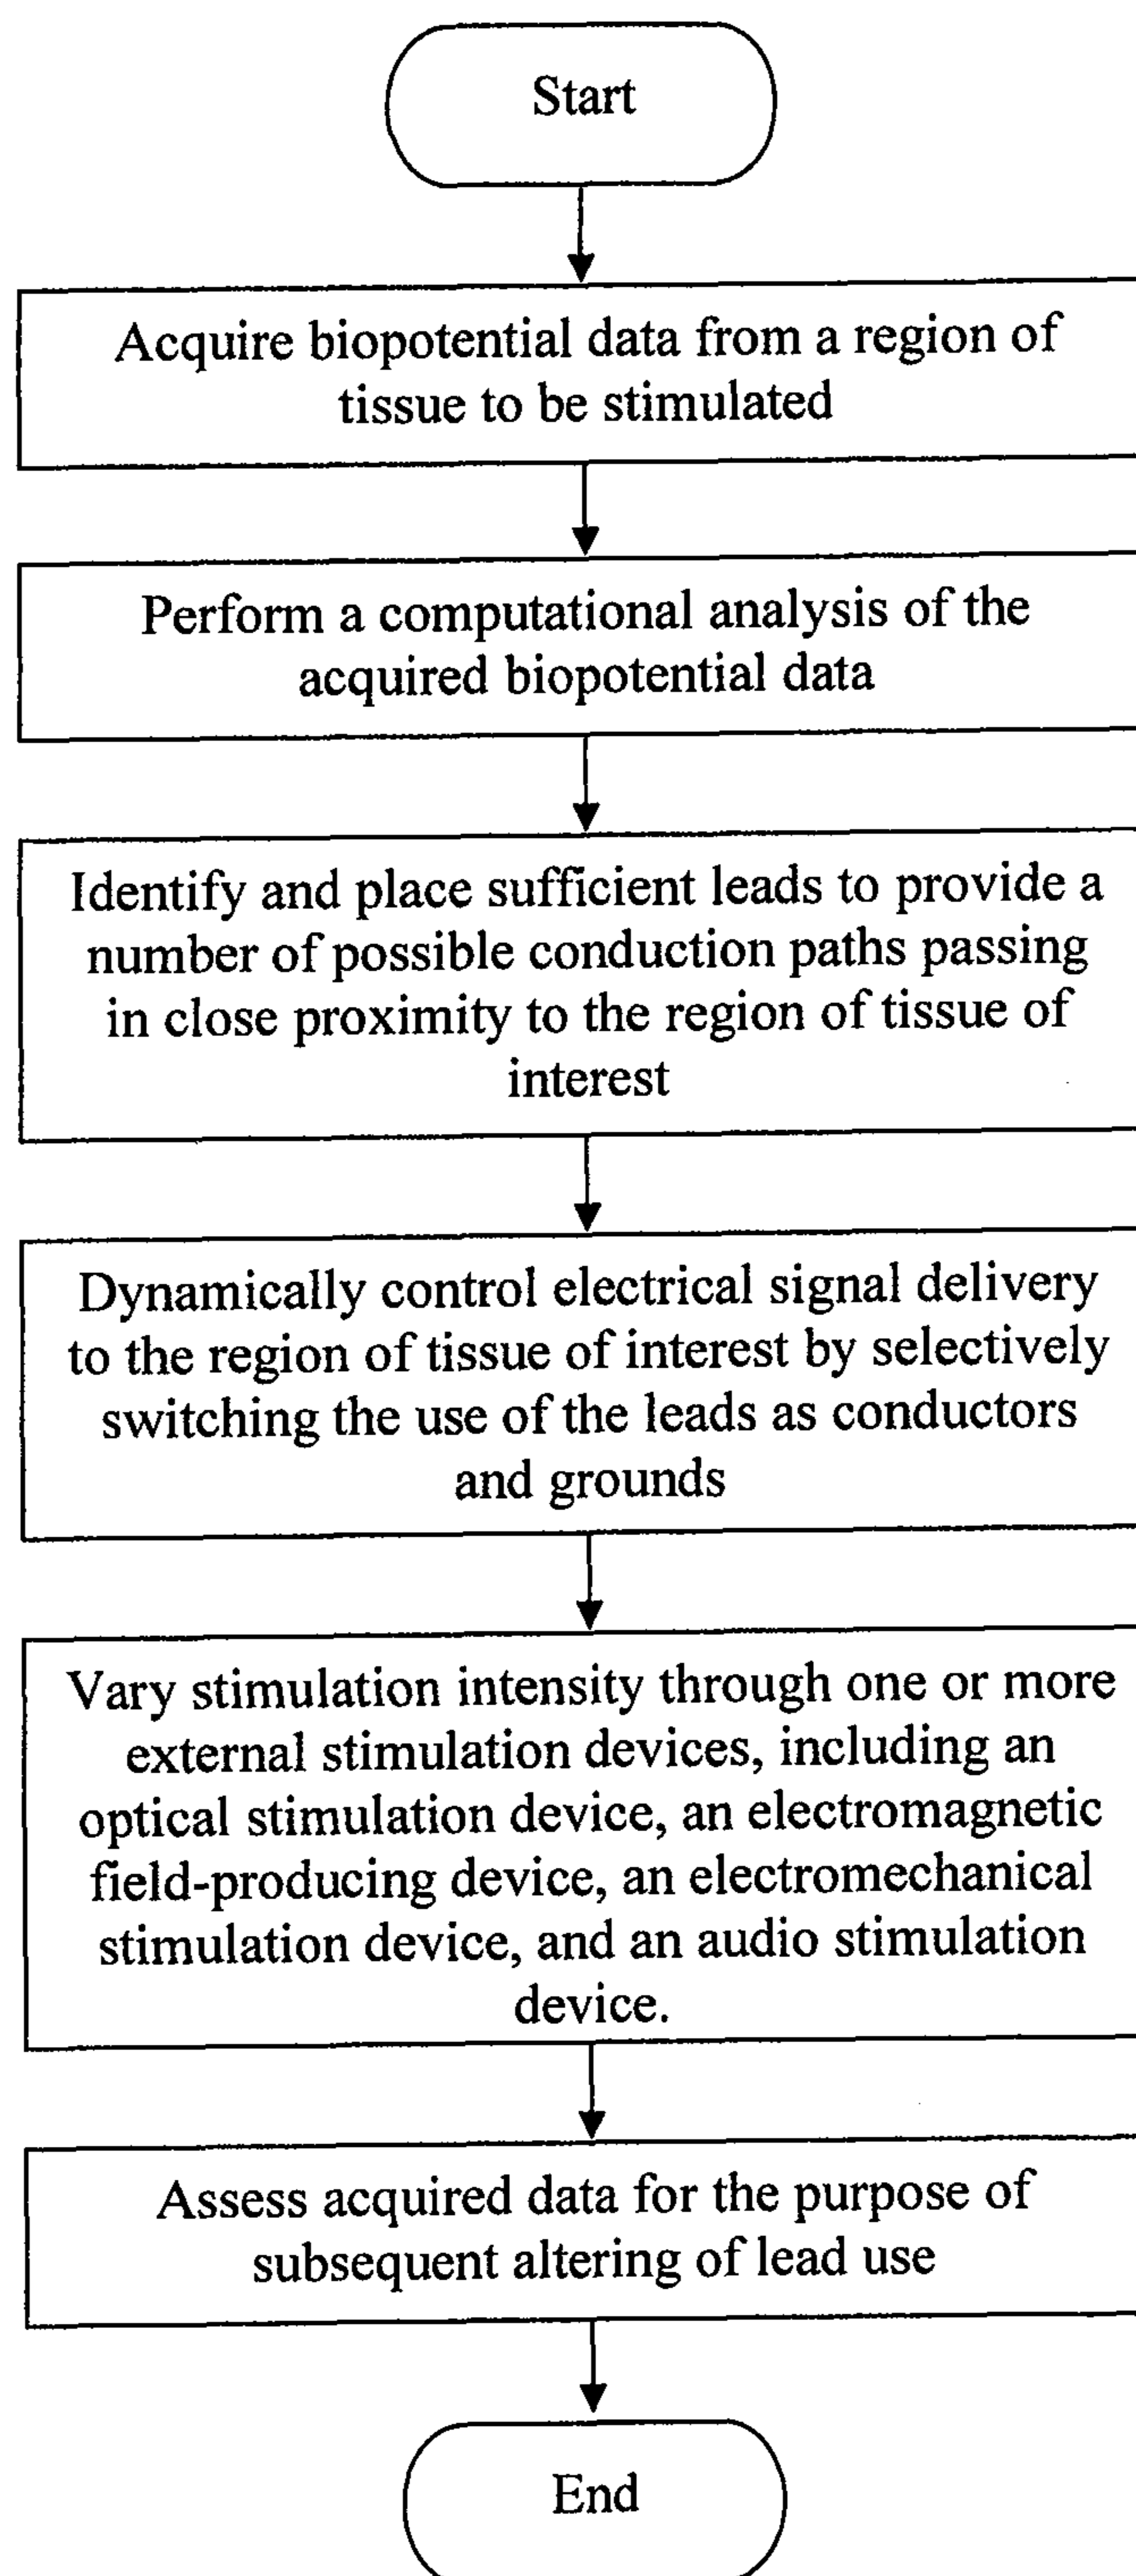 Start
Acquire biopotential data from a region of
tissue to be stimulated
Perform a computational analysis of the
acquired biopotential data
Identify and place sufficient leads to provide a
number of possible conduction paths passing
in close proximity to the region of tissue of
interest
Dynamically control electrical signal delivery
to the region of tissue of interest by selectively
switching the use of the leads as conductors
and grounds
Vary stimulation intensity through one or more
external stimulation devices, including an
optical stimulation device, an electromagnetic
field-producing device, an electromechanical
stimulation device, and an audio stimulation
device.
Assess acquired data for the purpose of
subsequent altering of lead use
End